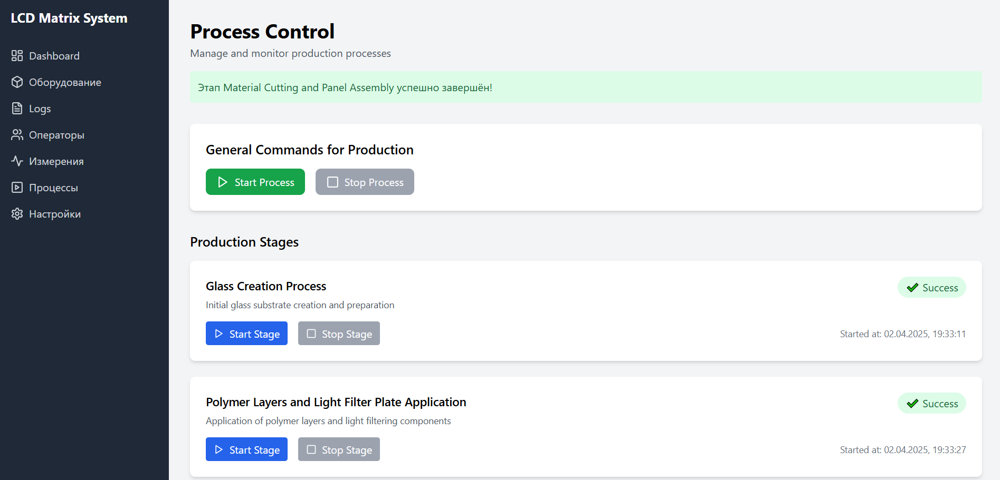 LCD Matrix System
Dashboard
Оборудование
Logs
Операторы
Измерения
Процессы
Настройки
Process Control
Manage and monitor production processes
Этап Material Cutting and Panel Assembly успешно завершён!
General Commands for Production
Start Process
Stop Process
Production Stages
Glass Creation Process
Success
Initial glass substrate creation and preparation
Start Stage
Stop Stage
Started at: 02.04.2025, 19:33:11
Polymer Layers and Light Filter Plate Application
Success
Application of polymer layers and light filtering components
Start Stage
Stop Stage
Started at: 02.04.2025, 19:33:27